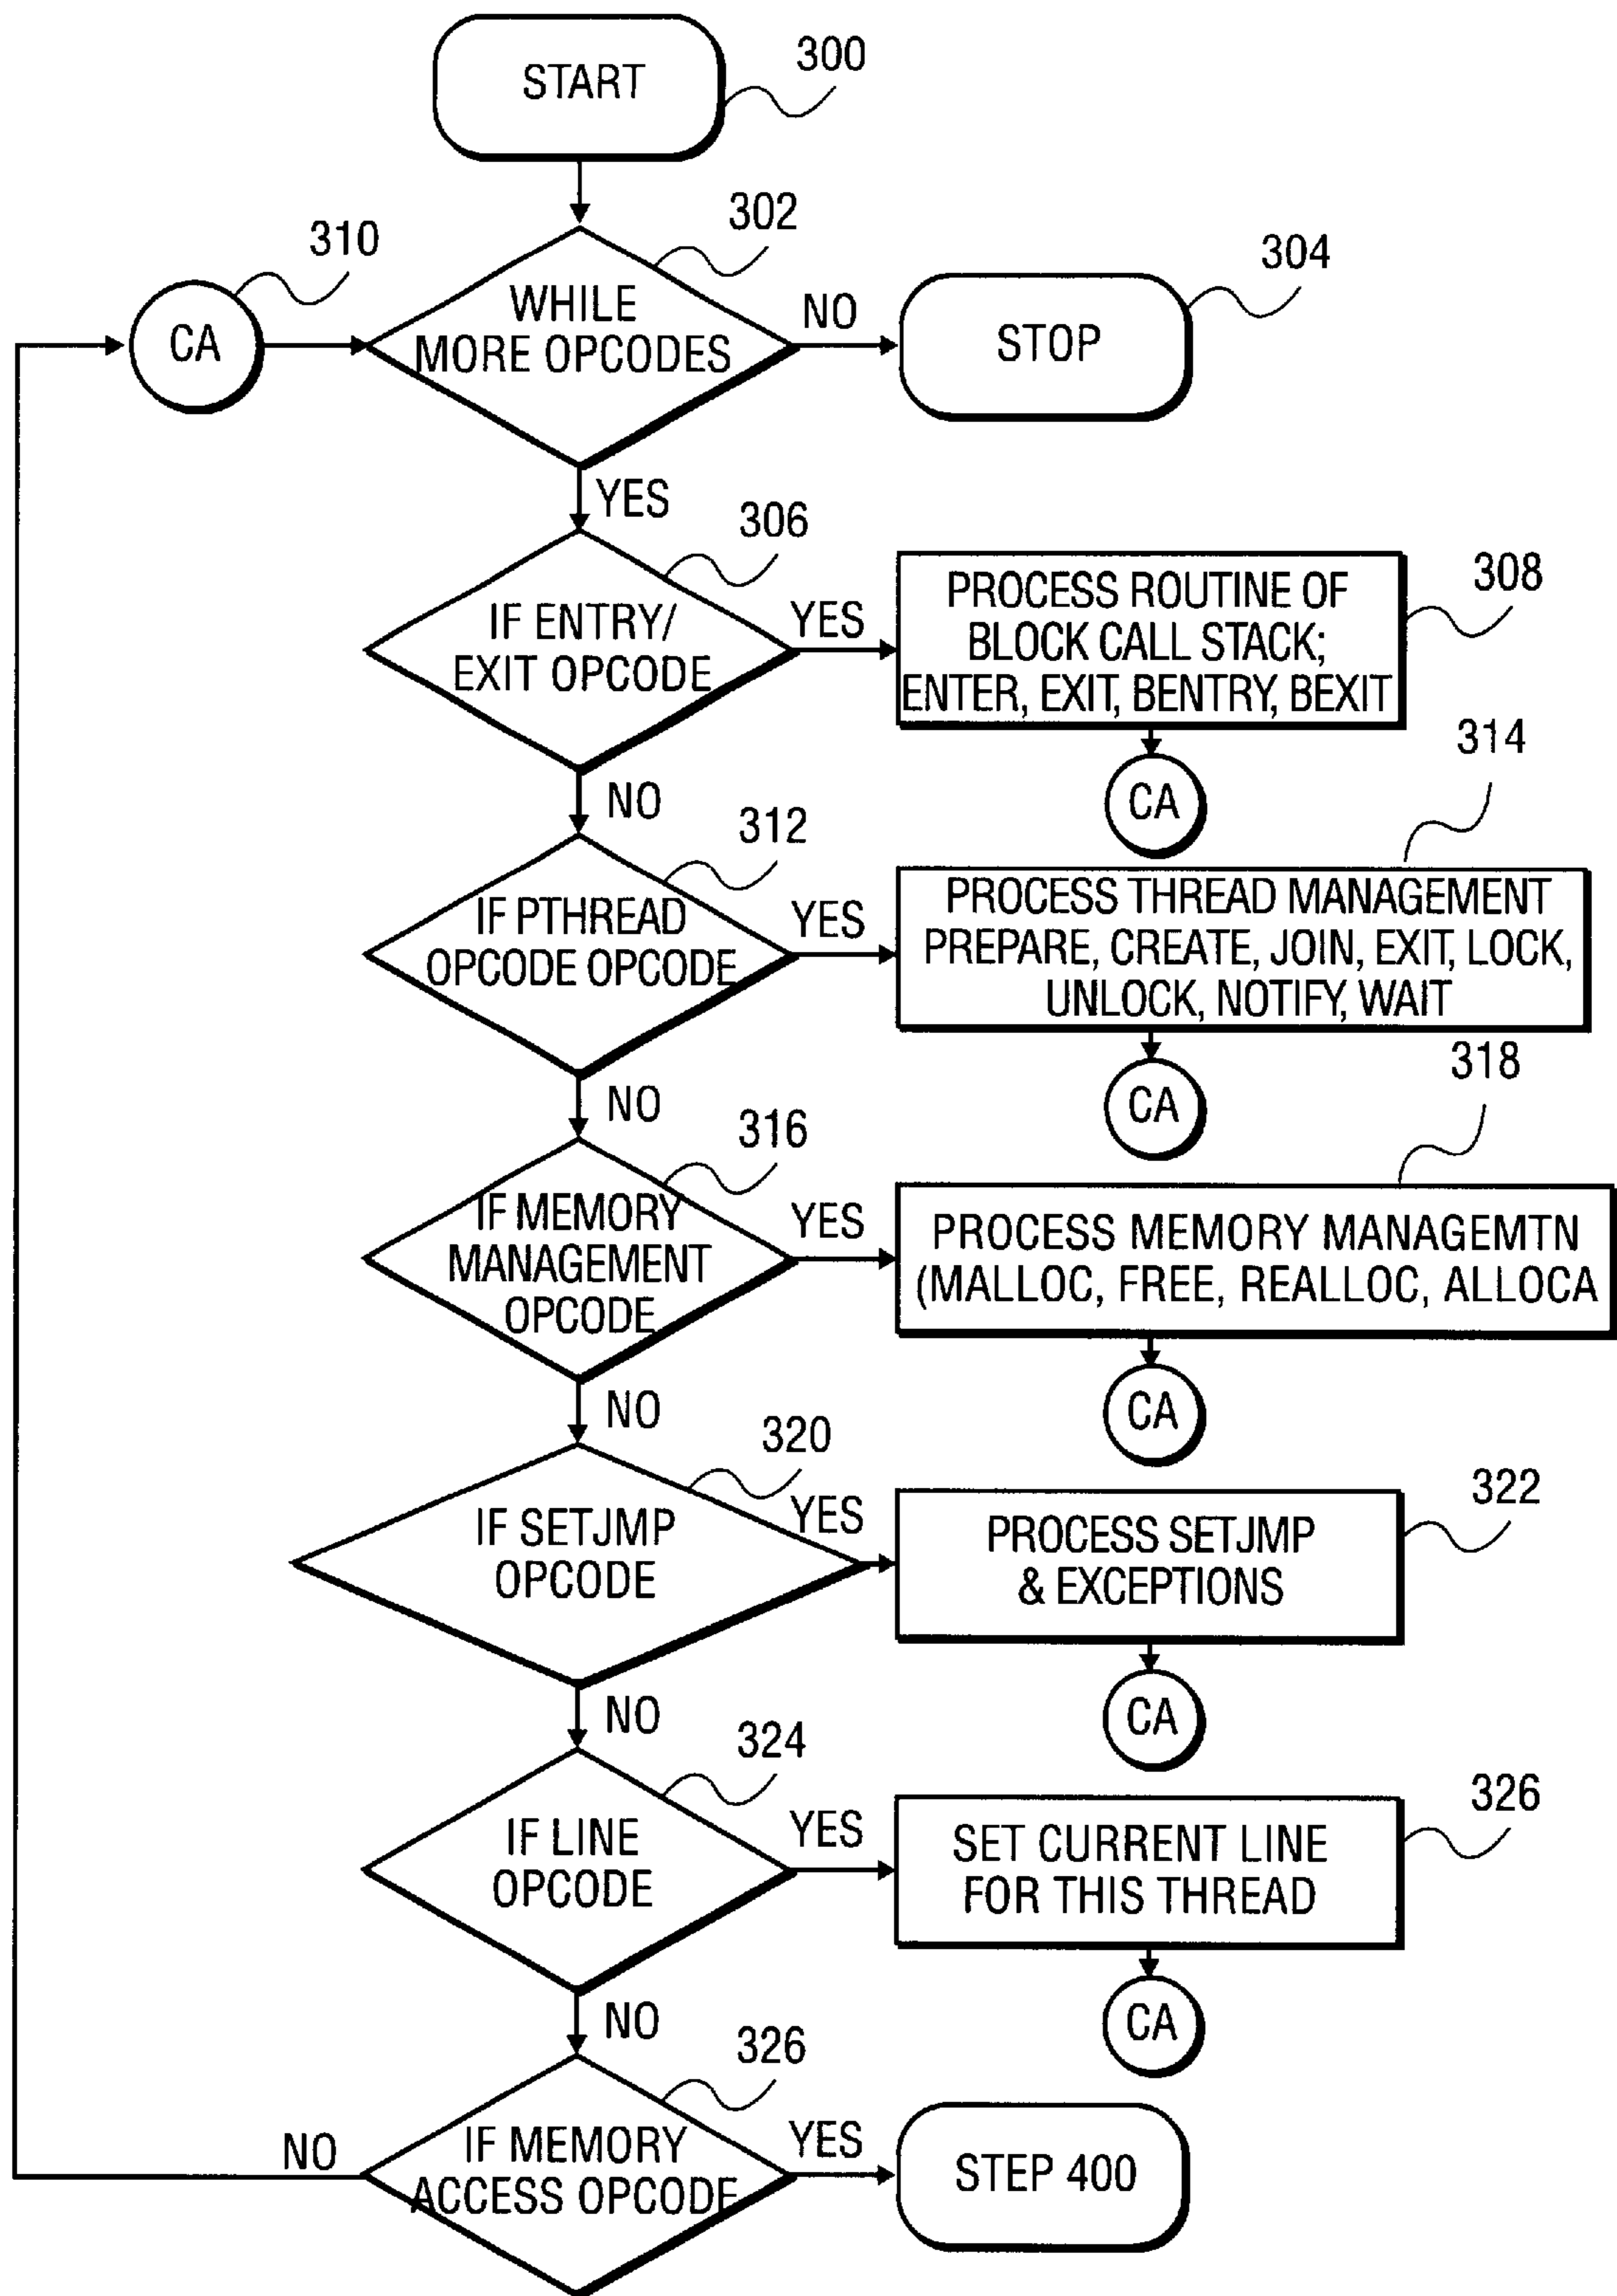 START
300
302
310
304
CA
WHILE
MORE OPCODES
NO
STOP
YES
306
IF ENTRY/
EXIT OPCODE
YES
PROCESS ROUTINE OF
BLOCK CALL STACK;
ENTER, EXIT, BENTRY, BEXIT
308
CA
NO
312
314
IF PTHREAD
OPCODE OPCODE
YES
PROCESS THREAD MANAGEMENT
PREPARE, CREATE, JOIN, EXIT, LOCK,
UNLOCK, NOTIFY, WAIT
CA
NO
316
318
IF MEMORY
MANAGEMENT
OPCODE
YES
PROCESS MEMORY MANAGEMTN
(MALLOC, FREE, REALLOC, ALLOCA
CA
NO
320
IF SETJMP
OPCODE
YES
PROCESS SETJMP
& EXCEPTIONS
322
CA
NO
324
IF LINE
OPCODE
YES
SET CURRENT LINE
FOR THIS THREAD
326
CA
NO
326
IF MEMORY
ACCESS OPCODE
NO
YES
STEP 400